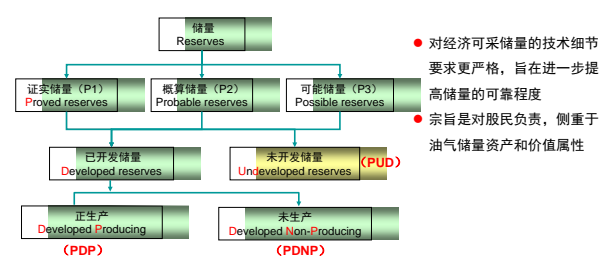 储量
Reserves
证实储量（P1）
Proved reserves
概算储量（P2）
Probable reserves
可能储量（P3）
Possible reserves
已开发储量
Developed reserves
未开发储量
Undeveloped reserves
（PUD）
正生产
Developed Producing
（PDP）
未生产
Developed Non-Producing
（PDNP）
● 对经济可采储量的技术细节
要求更严格，旨在进一步提
高储量的可靠程度
● 宗旨是对股民负责，侧重于
油气储量资产和价值属性